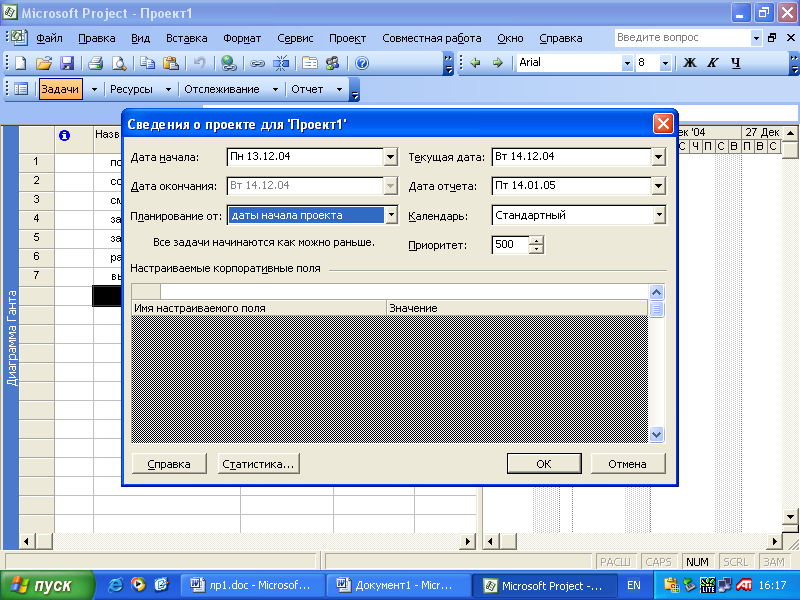 Microsoft Project - Проект1
Файл Правка Вид Вставка Формат Сервис Проект Совместная работа Окно Справка Введите вопрос
Arial 8 Ж К Ч
Задачи Ресурсы Отслеживание Отчет
Сведения о проекте для 'Проект1'
Назв ек '04 27 Дек
С Ч П С В П В С
Дата начала: Пн 13.12.04 Текущая дата: Вт 14.12.04
1 по
Дата окончания: Вт 14.12.04 Дата отчета: Пт 14.01.05
2 со
3 см
Планирование от: даты начала проекта Календарь: Стандартный
4 за
Все задачи начинаются как можно раньше. Приоритет: 500
5 за
6 ра
Настраиваемые корпоративные поля
7 вы
Имя настраиваемого поля Значение
Диаграмма Ганта
Справка Статистика... ОК Отмена
РАСШ CAPS NUM SCRL ЗАМ
пуск лр1.doc - Microsof... Документ1 - Micr... Microsoft Project -... EN 16:17